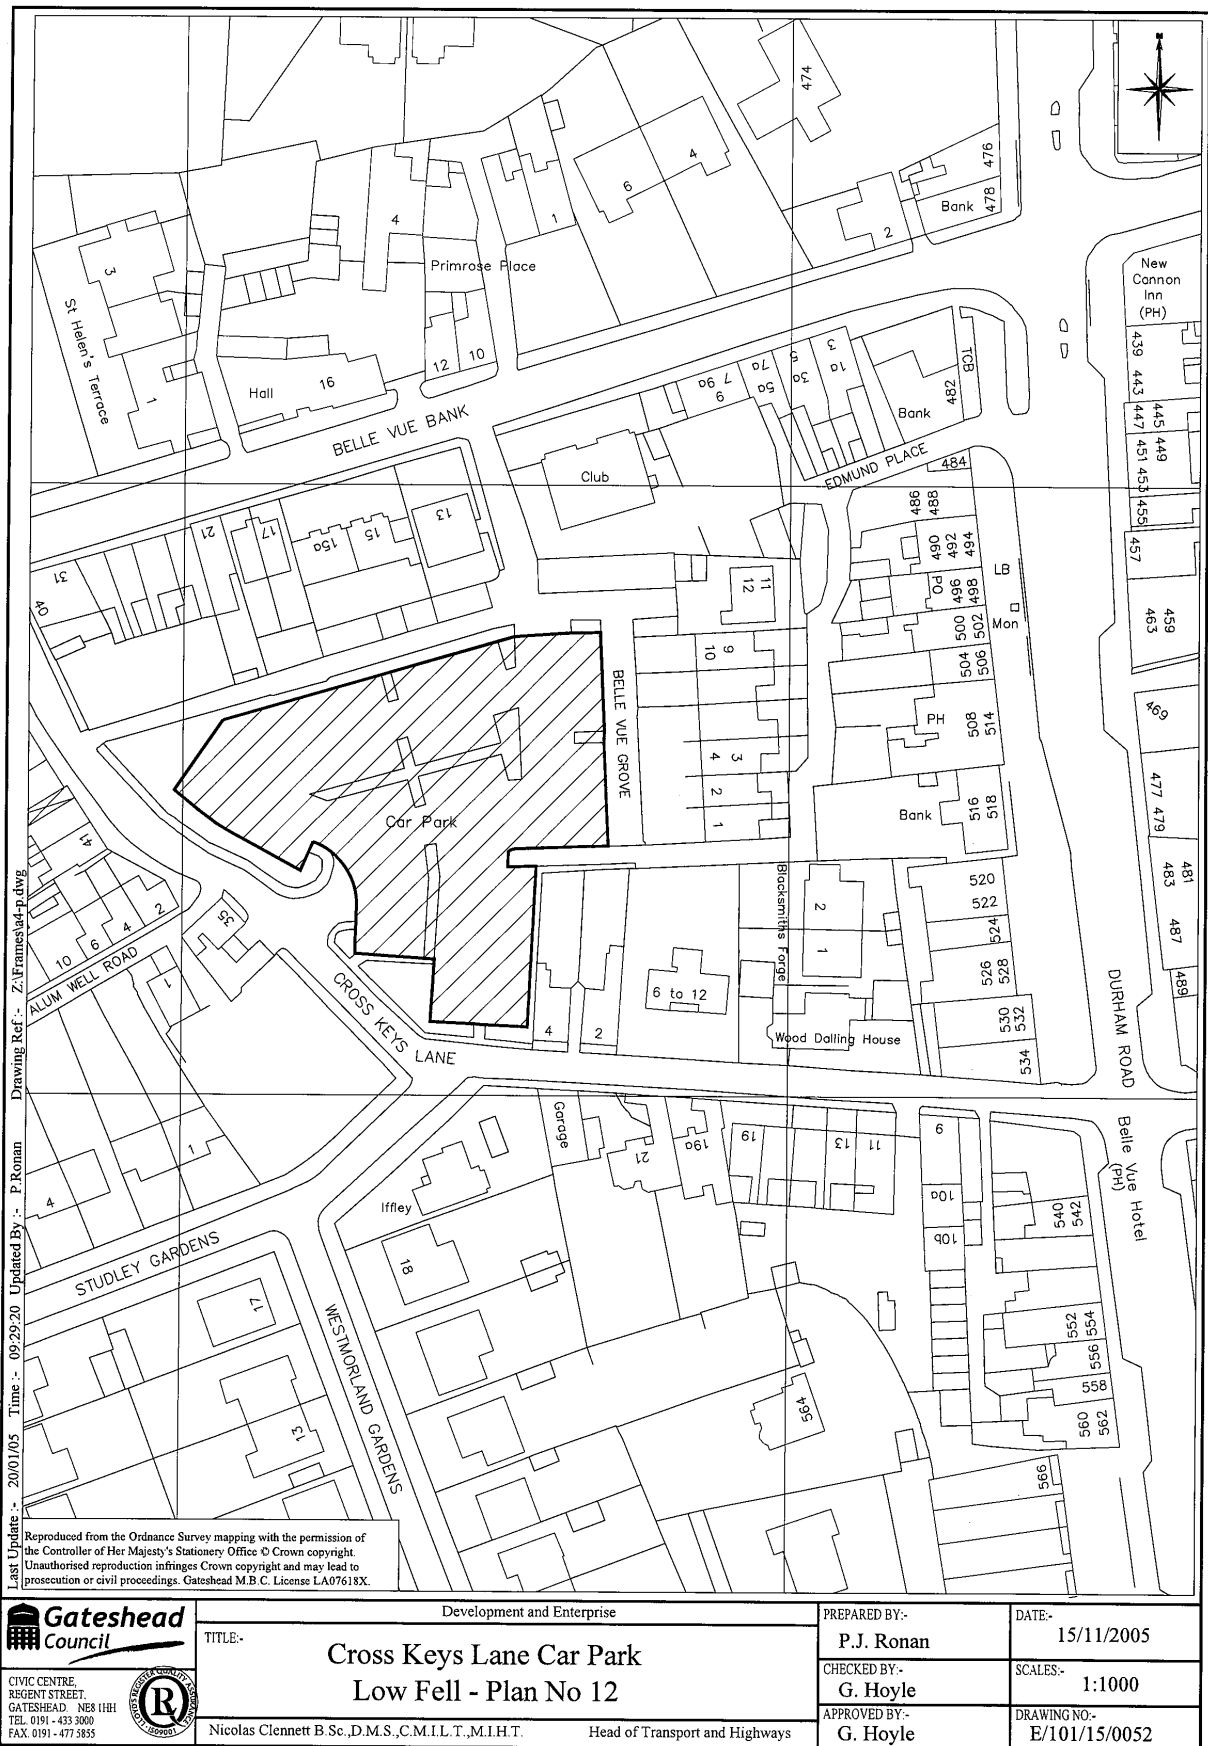 N
474
476
478
Bank
2
4
6
1
4
Primrose Place
3
St Helen's Terrace
1
New
Cannon
Inn
(PH)
439
443
447
445
451
449
453
455
457
12
10
Hall
16
BELLE VUE BANK
9
7 9a
5a
7a
5
3a
3
1a
TCB
482
Bank
EDMUND PLACE
484
Club
486
488
490
492
494
PO
496
498
LB
Mon
500
502
504
506
459
463
31
40
21
17
15a
15
13
11
12
9
10
BELLE VUE GROVE
3
4
2
1
PH
508
514
469
477
479
Bank
516
518
Car Park
41
2
4
6
10
ALUM WELL ROAD
35
1
CROSS KEYS LANE
4
2
6 to 12
Blacksmiths Forge
2
1
Wood Dalling House
520
522
524
526
528
530
532
534
481
483
487
489
DURHAM ROAD
Garage
21
19a
19
13
11
9
10a
10b
Belle Vue Hotel
(PH)
540
542
4
1
Iffley
18
STUDLEY GARDENS
17
WESTMORLAND GARDENS
13
552
554
556
558
560
562
564
566
Last Update :- 20/01/05 Time :- 09:29:20 Updated By :- P.Ronan Drawing Ref :- Z:\Frames\a4-p.dwg
Reproduced from the Ordnance Survey mapping with the permission of
the Controller of Her Majesty's Stationery Office © Crown copyright.
Unauthorised reproduction infringes Crown copyright and may lead to
prosecution or civil proceedings. Gateshead M.B.C. License LA07618X.
Gateshead
Council
CIVIC CENTRE,
REGENT STREET,
GATESHEAD. NE8 1HH
TEL. 0191 - 433 3000
FAX. 0191 - 477 5855
LLOYD'S REGISTER QUALITY ASSURANCE
R
ISO9001
Development and Enterprise
TITLE:-
Cross Keys Lane Car Park
Low Fell - Plan No 12
Nicolas Clennett B.Sc.,D.M.S.,C.M.I.L.T.,M.I.H.T. Head of Transport and Highways
PREPARED BY:-
P.J. Ronan
DATE:-
15/11/2005
CHECKED BY:-
G. Hoyle
SCALES:-
1:1000
APPROVED BY:-
G. Hoyle
DRAWING NO:-
E/101/15/0052